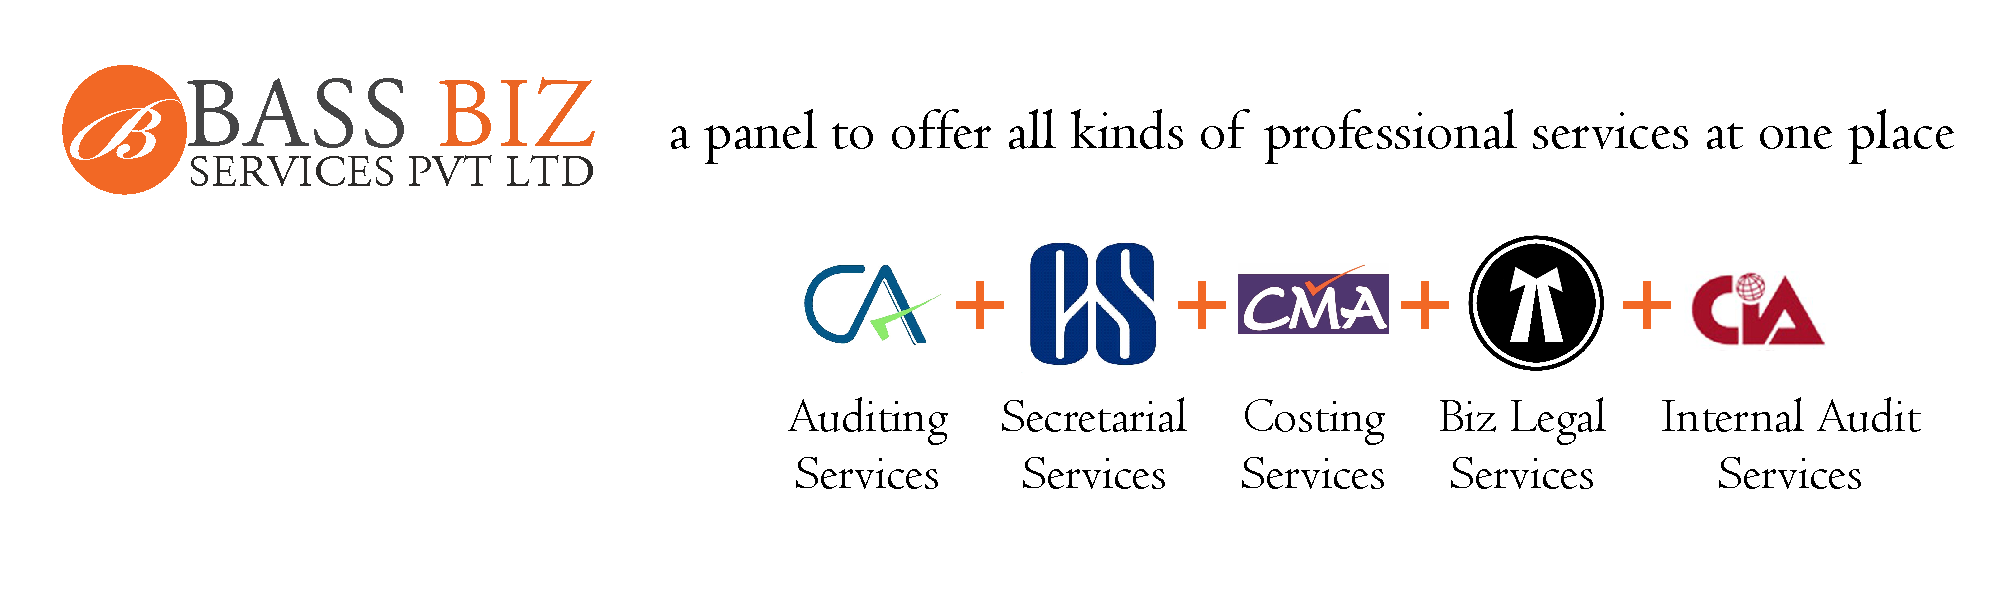 B BASS BIZ
SERVICES PVT LTD
a panel to offer all kinds of professional services at one place
CA + CS + CMA + + CIA
Auditing Secretarial Costing Biz Legal Internal Audit
Services Services Services Services Services